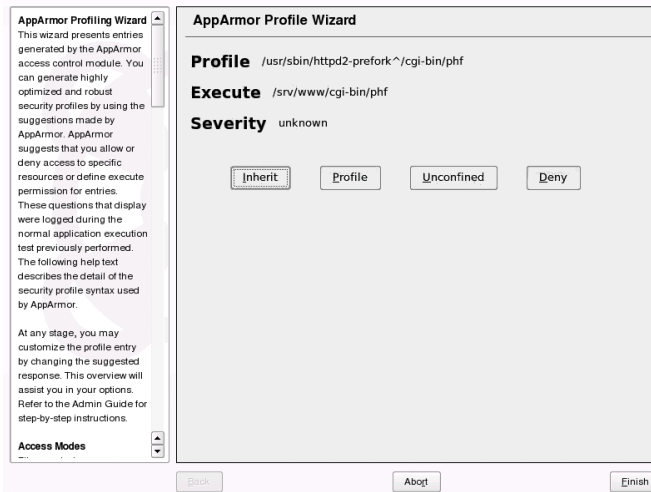 AppArmor Profiling Wizard
This wizard presents entries
generated by the AppArmor
access control module. You
can generate highly
optimized and robust
security profiles by using the
suggestions made by
AppArmor. AppArmor
suggests that you allow or
deny access to specific
resources or define execute
permission for entries.
These questions that display
were logged during the
normal application execution
test previously performed.
The following help text
describes the detail of the
security profile syntax used
by AppArmor.
At any stage, you may
customize the profile entry
by changing the suggested
response. This overview will
assist you in your options.
Refer to the Admin Guide for
step-by-step instructions.
Access Modes
AppArmor Profile Wizard
Profile /usr/sbin/httpd2-prefork^/cgi-bin/phf
Execute /srv/www/cgi-bin/phf
Severity unknown
Inherit Profile Unconfined Deny
Back Abort Finish